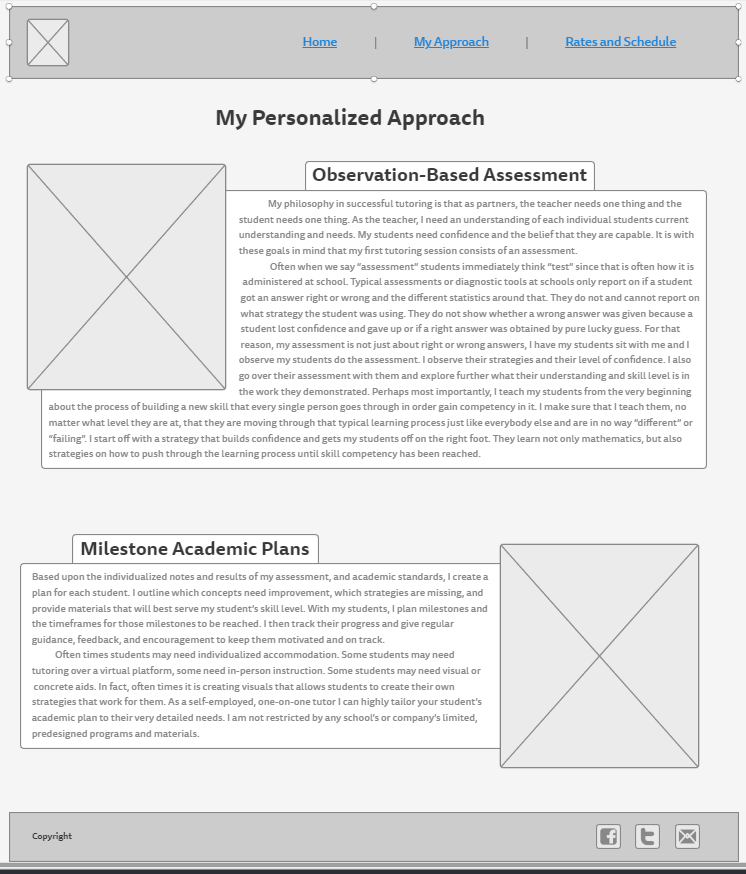 Home | My Approach | Rates and Schedule
My Personalized Approach
Observation-Based Assessment
My philosophy in successful tutoring is that as partners, the teacher needs one thing and the
student needs one thing. As the teacher, I need an understanding of each individual students current
understanding and needs. My students need confidence and the belief that they are capable. It is with
these goals in mind that my first tutoring session consists of an assessment.
Often when we say “assessment” students immediately think “test” since that is often how it is
administered at school. Typical assessments or diagnostic tools at schools only report on if a student
got an answer right or wrong and the different statistics around that. They do not and cannot report on
what strategy the student was using. They do not show whether a wrong answer was given because a
student lost confidence and gave up or if a right answer was obtained by pure lucky guess. For that
reason, my assessment is not just about right or wrong answers, I have my students sit with me and I
observe my students do the assessment. I observe their strategies and their level of confidence. I also
go over their assessment with them and explore further what their understanding and skill level is in
the work they demonstrated. Perhaps most importantly, I teach my students from the very beginning
about the process of building a new skill that every single person goes through in order gain competency in it. I make sure that I teach them, no
matter what level they are at, that they are moving through that typical learning process just like everybody else and are in no way “different” or
“failing”. I start off with a strategy that builds confidence and gets my students off on the right foot. They learn not only mathematics, but also
strategies on how to push through the learning process until skill competency has been reached.
Milestone Academic Plans
Based upon the individualized notes and results of my assessment, and academic standards, I create a
plan for each student. I outline which concepts need improvement, which strategies are missing, and
provide materials that will best serve my student’s skill level. With my students, I plan milestones and
the timeframes for those milestones to be reached. I then track their progress and give regular
guidance, feedback, and encouragement to keep them motivated and on track.
Often times students may need individualized accommodation. Some students may need
tutoring over a virtual platform, some need in-person instruction. Some students may need visual or
concrete aids. In fact, often times it is creating visuals that allows students to create their own
strategies that work for them. As a self-employed, one-on-one tutor I can highly tailor your student’s
academic plan to their very detailed needs. I am not restricted by any school’s or company’s limited,
predesigned programs and materials.
Copyright